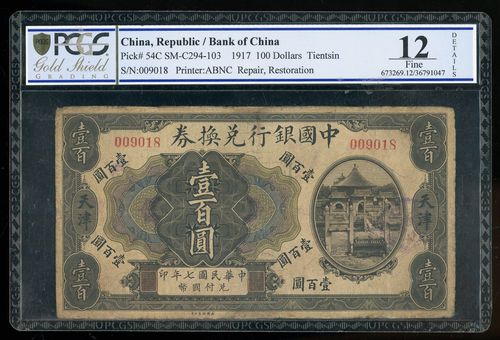 PCGS
Gold Shield
GRADING
China, Republic / Bank of China
Pick# 54C SM-C294-103 1917 100 Dollars Tientsin
S/N:009018 Printer:ABNC Repair, Restoration
12
Fine
673269.12/36791047
DETAILS
券換兌行銀國中
009018 009018
壹百
壹百
圓百壹
圓百壹
壹百圓
天津
天津
壹百圓
壹百圓
印年七國民華中
幣國付兌
壹百
壹百